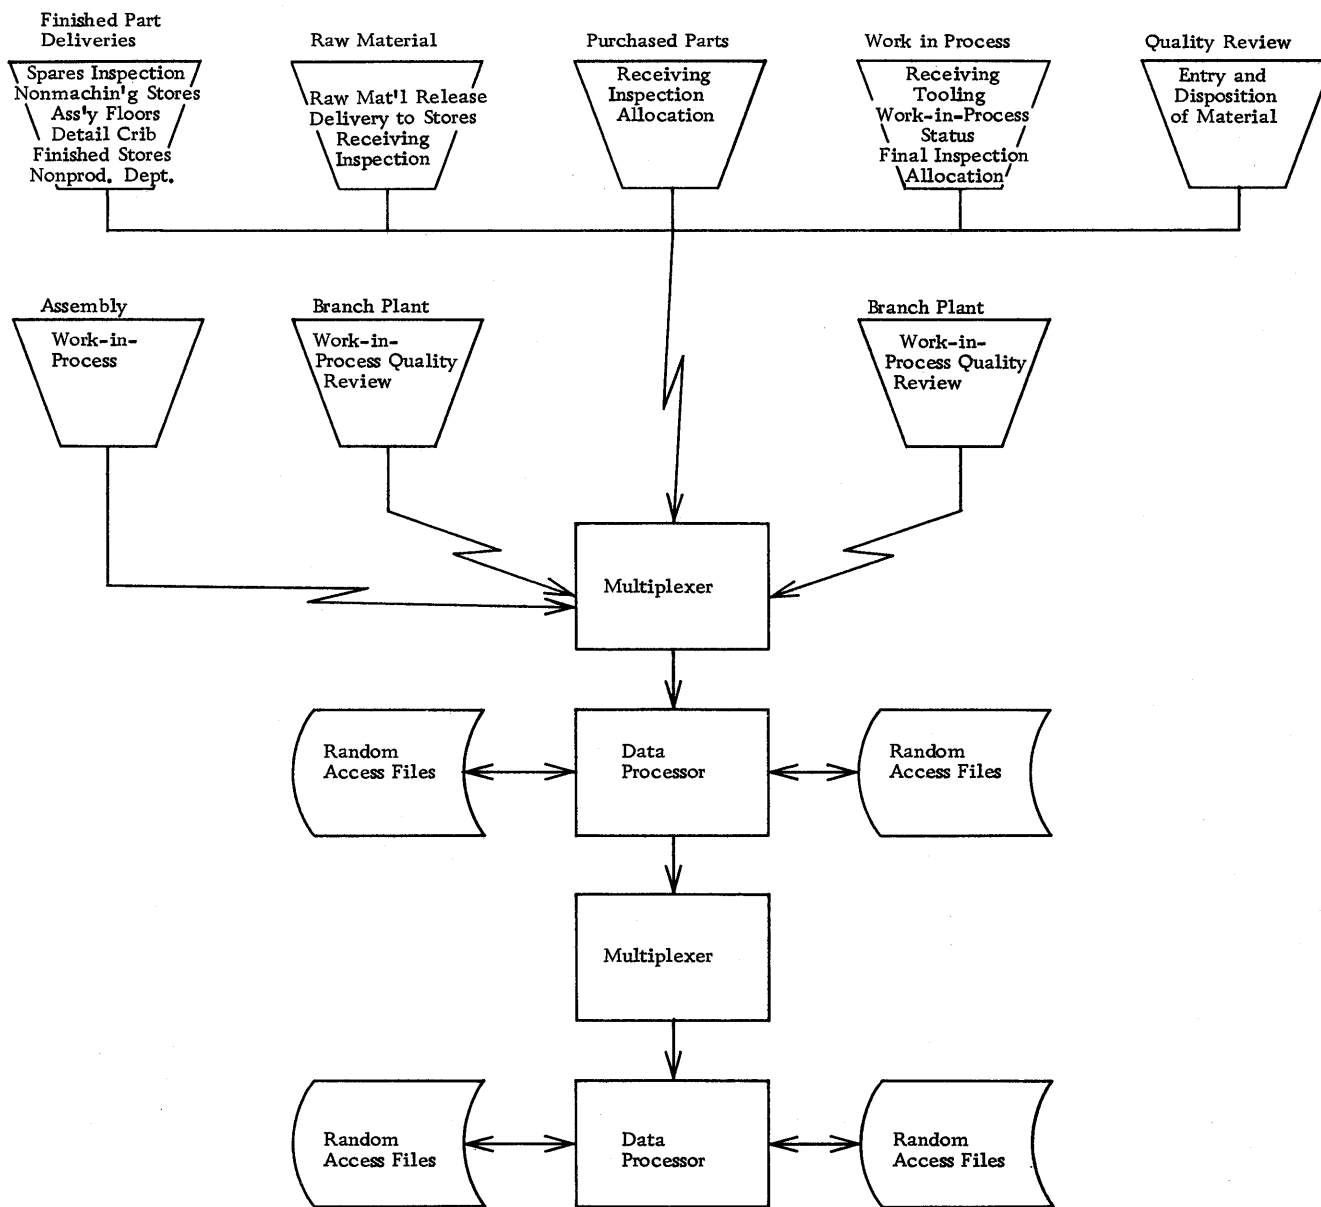 Finished Part
Deliveries
Spares Inspection
Nonmachin'g Stores
Ass'y Floors
Detail Crib
Finished Stores
Nonprod. Dept.
Raw Material
Raw Mat'l Release
Delivery to Stores
Receiving
Inspection
Purchased Parts
Receiving
Inspection
Allocation
Work in Process
Receiving
Tooling
Work-in-Process
Status
Final Inspection
Allocation
Quality Review
Entry and
Disposition
of Material
Assembly
Work-in-
Process
Branch Plant
Work-in-
Process Quality
Review
Branch Plant
Work-in-
Process Quality
Review
Multiplexer
Random
Access Files
Data
Processor
Random
Access Files
Multiplexer
Random
Access Files
Data
Processor
Random
Access Files